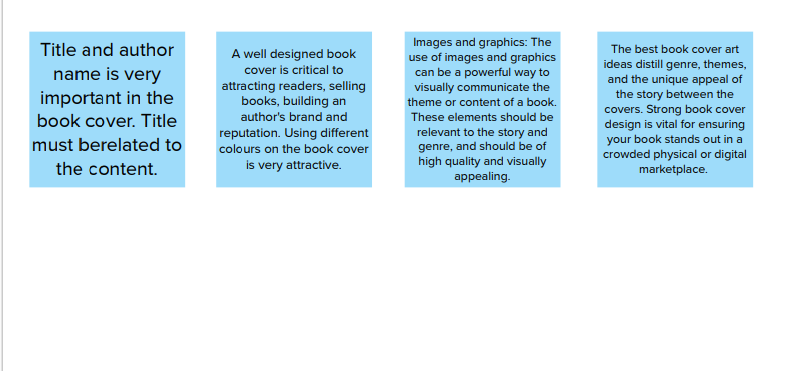 Title and author
name is very
important in the
book cover. Title
must berelated to
the content.
A well designed book
cover is critical to
attracting readers, selling
books, building an
author's brand and
reputation. Using different
colours on the book cover
is very attractive.
Images and graphics: The
use of images and graphics
can be a powerful way to
visually communicate the
theme or content of a book.
These elements should be
relevant to the story and
genre, and should be of
high quality and visually
appealing.
The best book cover art
ideas distill genre, themes,
and the unique appeal of
the story between the
covers. Strong book cover
design is vital for ensuring
your book stands out in a
crowded physical or digital
marketplace.